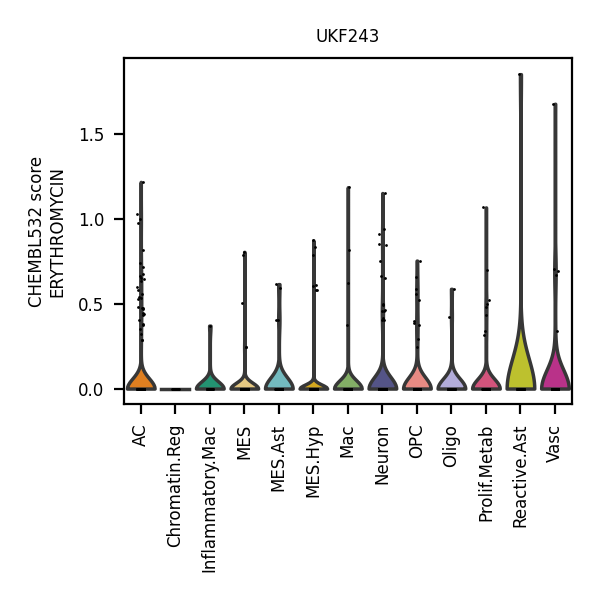 UKF243
CHEMBL532 score
ERYTHROMYCIN
1.5
1.0
0.5
0.0
AC
Chromatin.Reg
Inflammatory.Mac
MES
MES.Ast
MES.Hyp
Mac
Neuron
OPC
Oligo
Prolif.Metab
Reactive.Ast
Vasc